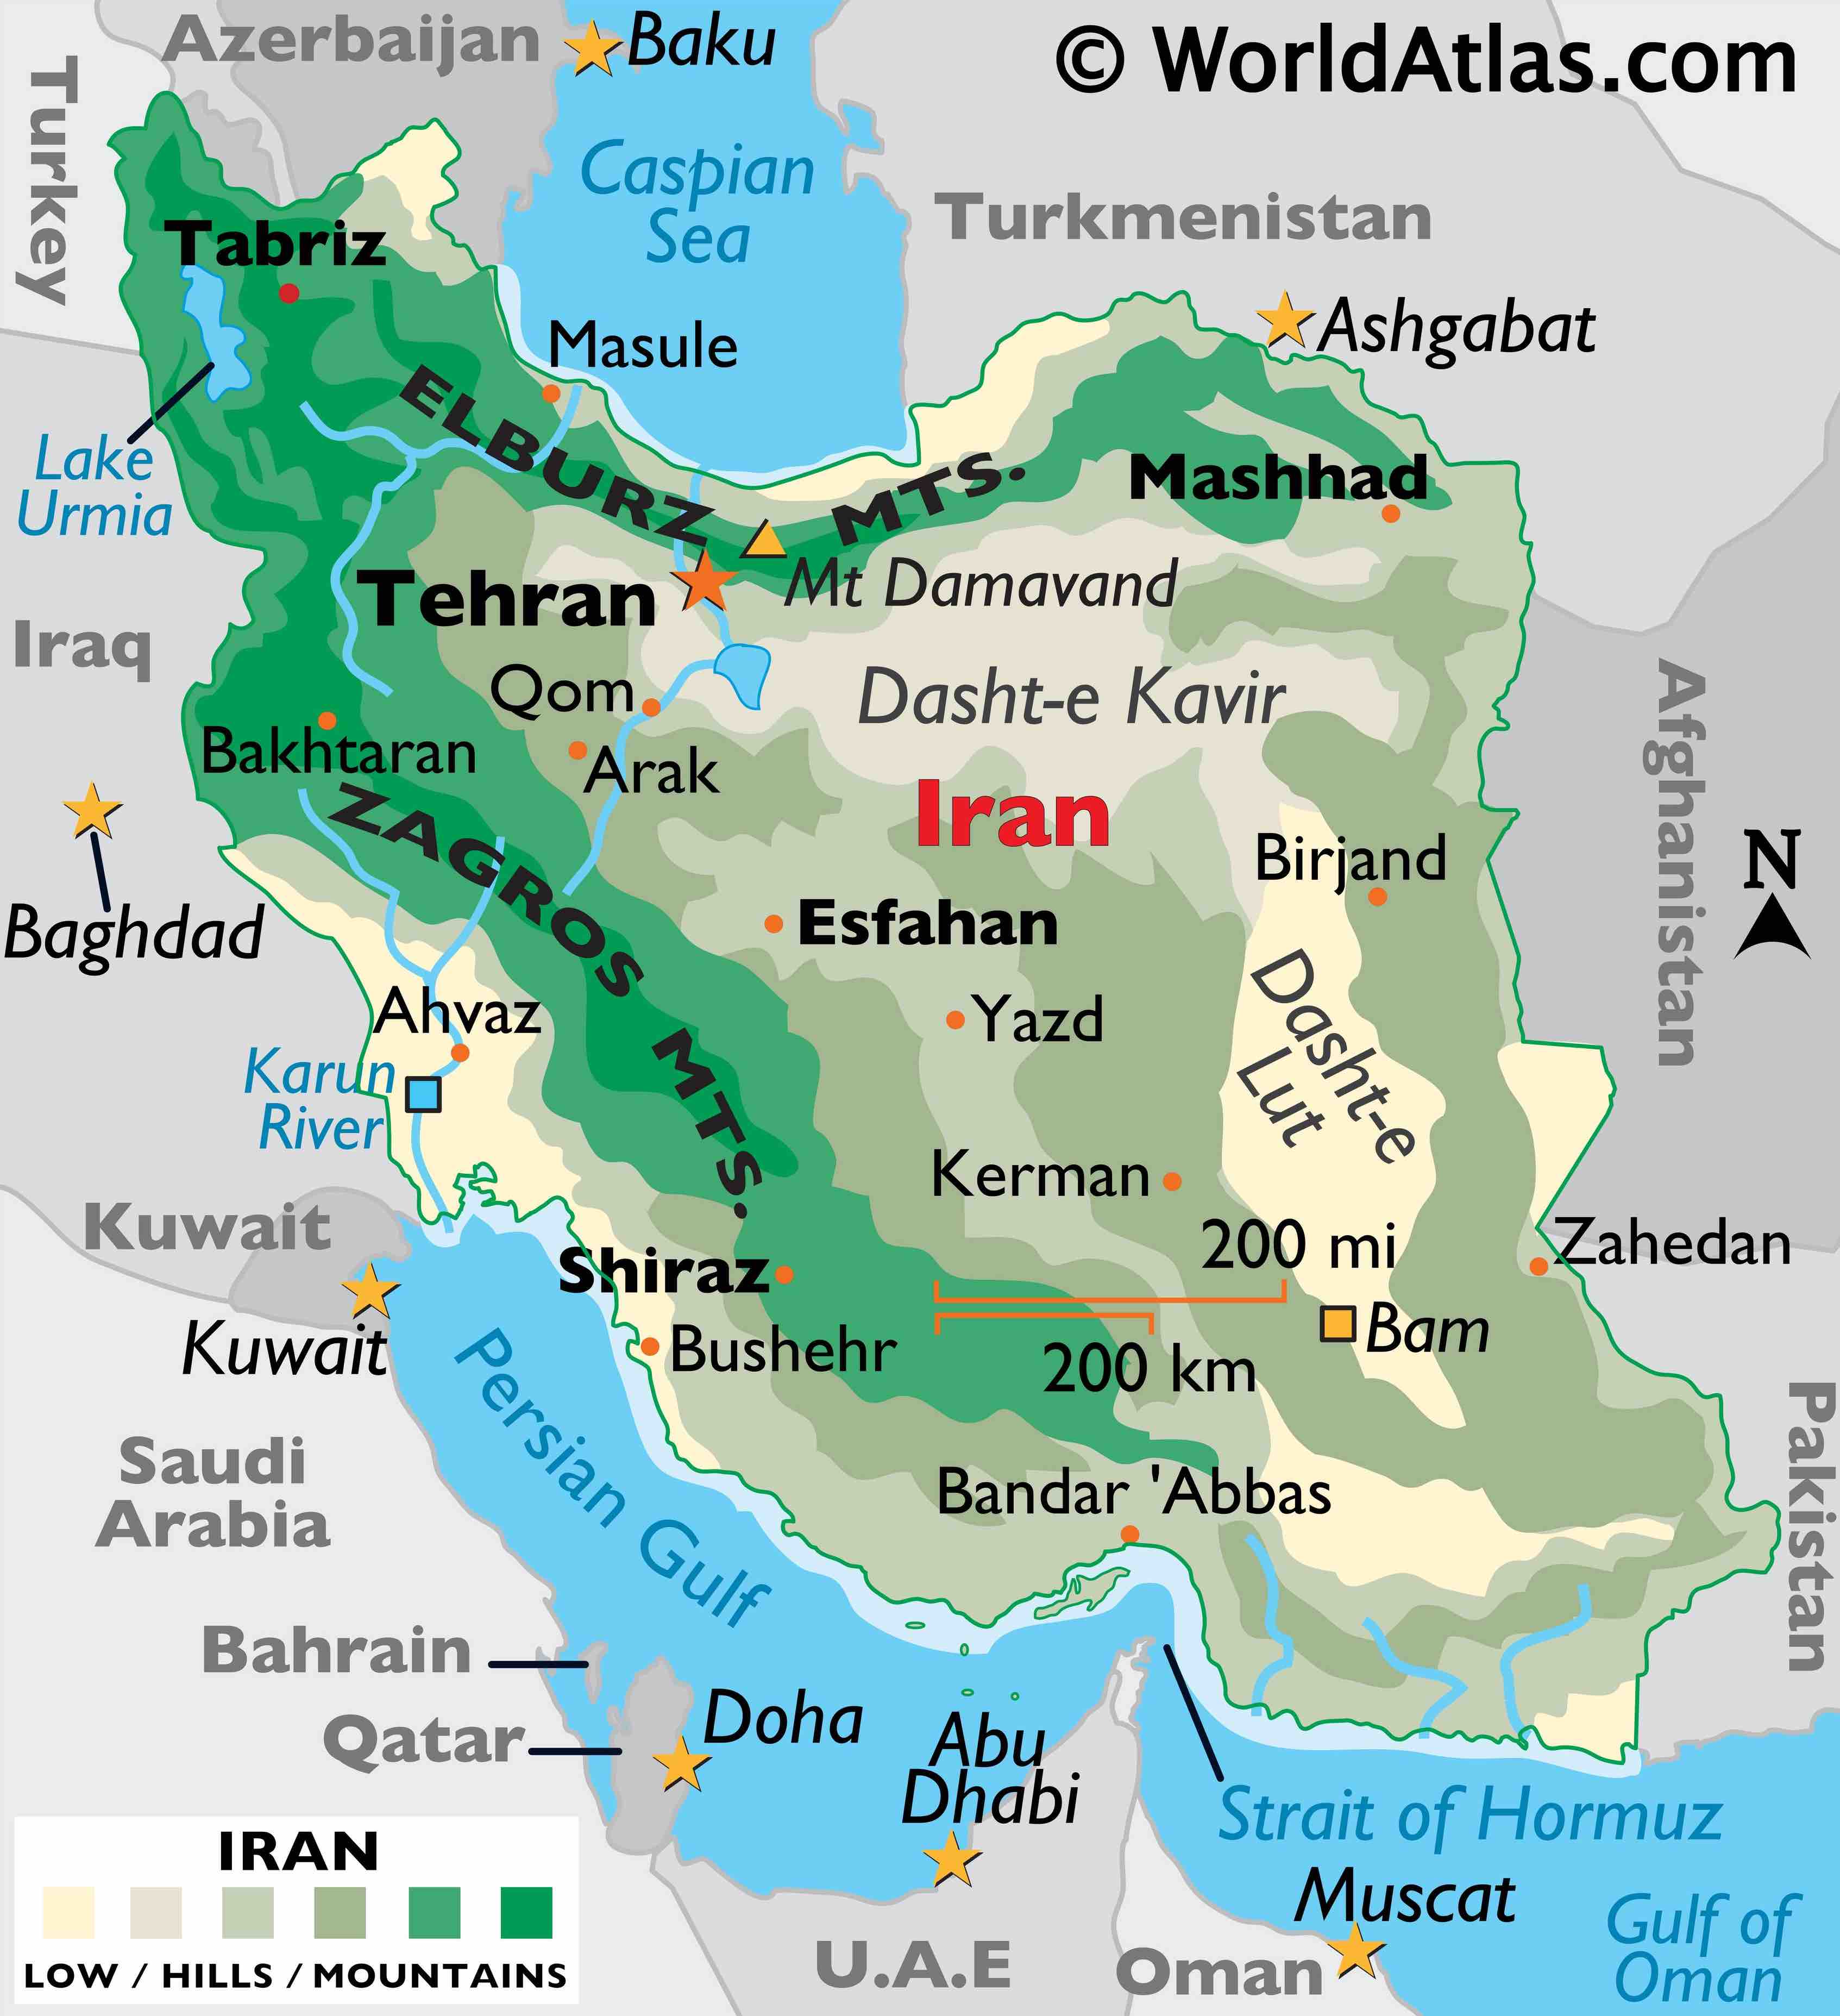 Azerbaijan
Baku
© WorldAtlas.com
Turkey
Caspian
Sea
Turkmenistan
Tabriz
Masule
Ashgabat
Lake
Urmia
ELBURZ MTS.
Mashhad
Tehran
Mt Damavand
Iraq
Qom
Dasht-e Kavir
Afghanistan
Bakhtaran
Arak
Iran
ZAGROS MTS.
Birjand
N
Baghdad
Esfahan
Ahvaz
Yazd
Dasht-e
Lut
Karun
River
Kerman
Kuwait
200 mi
Zahedan
Shiraz
Kuwait
Bushehr
200 km
Bam
Persian Gulf
Pakistan
Saudi
Arabia
Bandar 'Abbas
Bahrain
Qatar
Doha
Abu
Dhabi
Strait of Hormuz
Muscat
Gulf of
Oman
U.A.E
Oman
IRAN
LOW / HILLS / MOUNTAINS